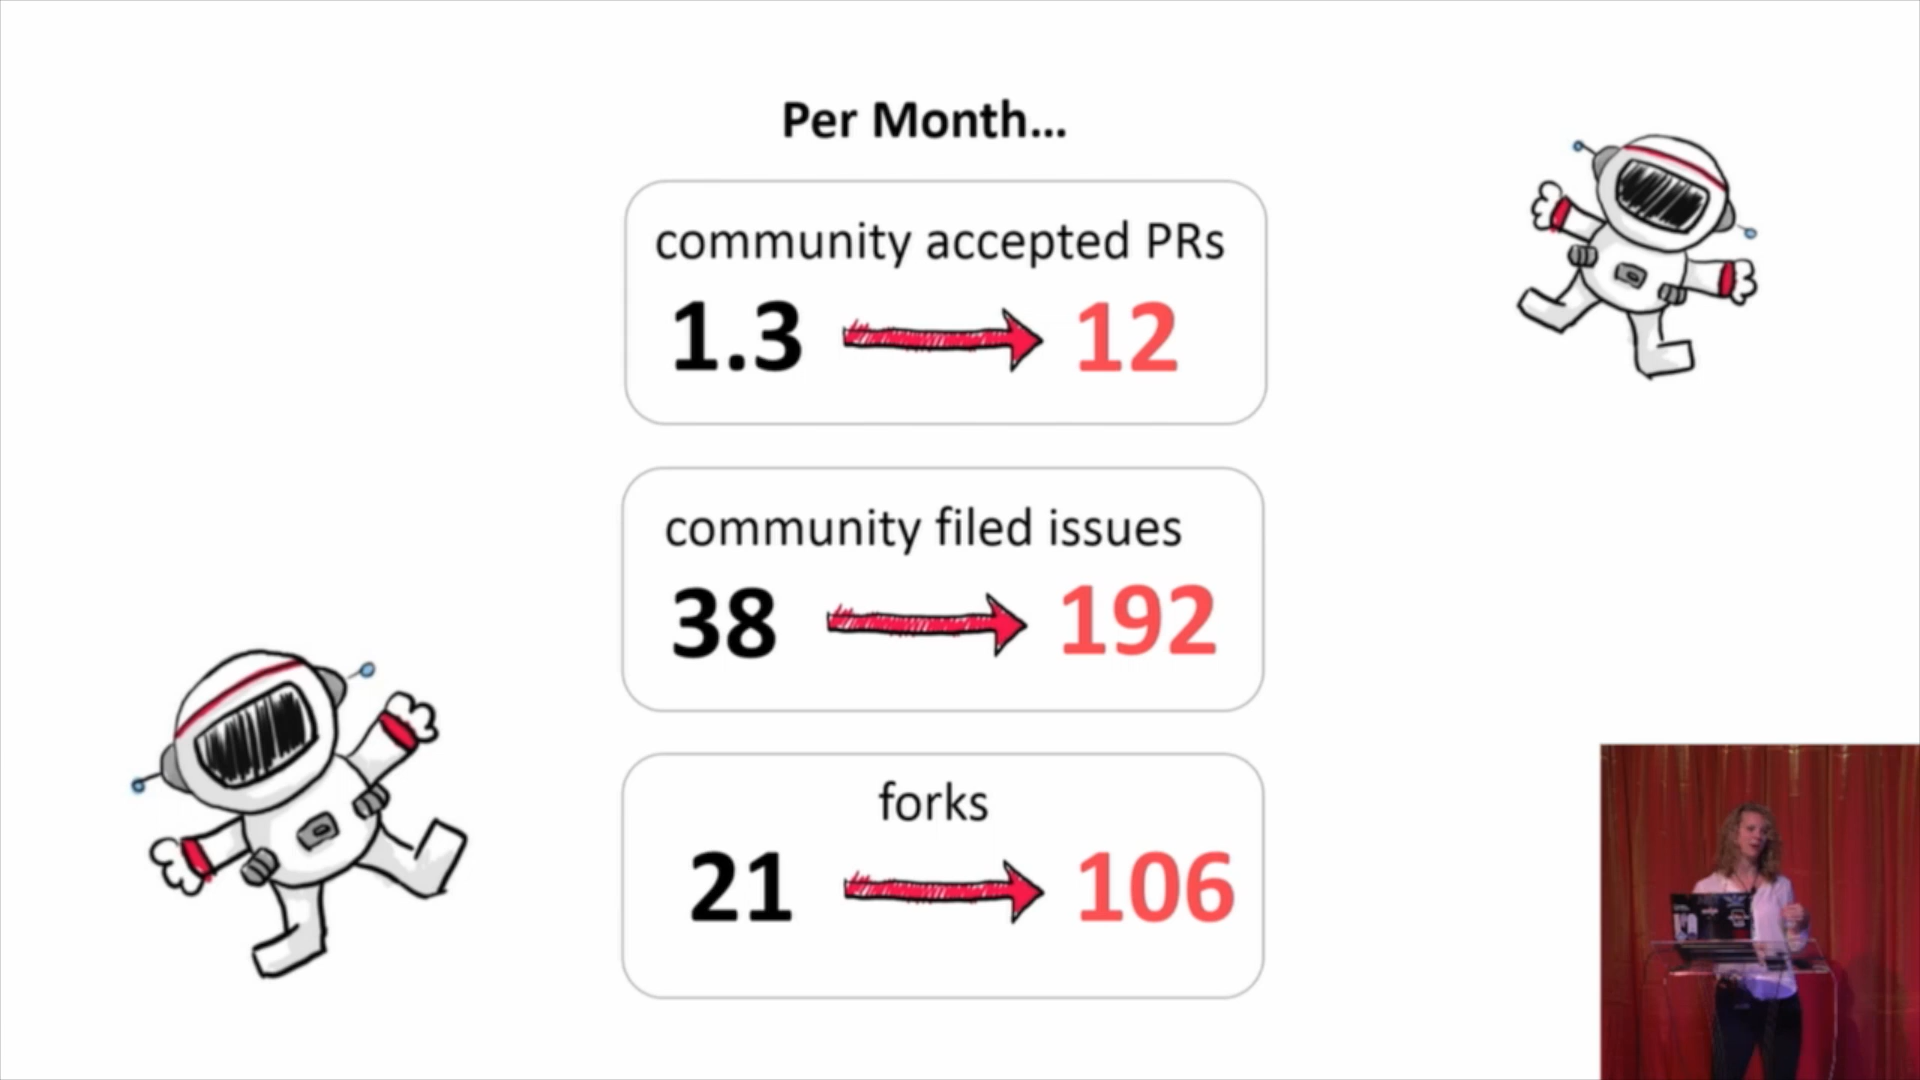 Per Month...
community accepted PRs
1.3 12
community filed issues
38 192
forks
21 106